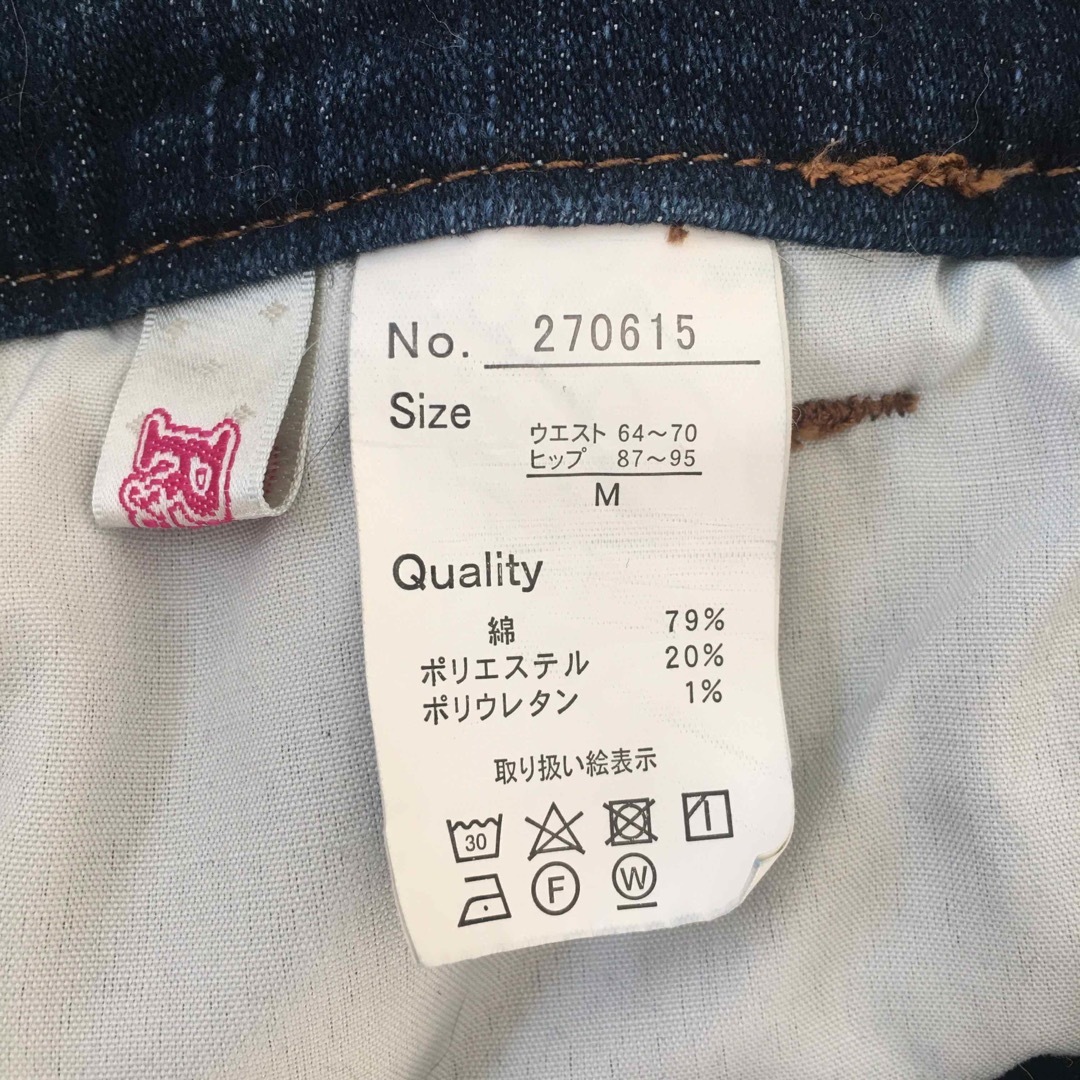 No. 270615
Size
ウエスト 64～70
ヒップ 87～95
M
Quality
綿 79%
ポリエステル 20%
ポリウレタン 1%
取り扱い絵表示
30
F W